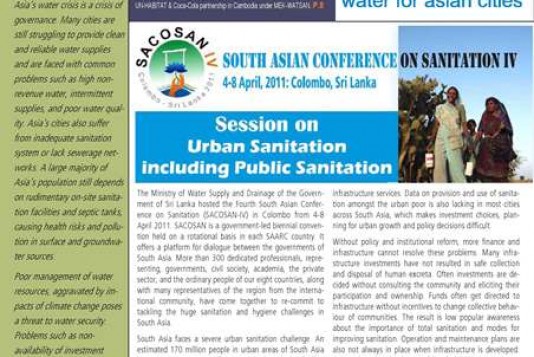 Asia's water crisis is a crisis of
governance. Many cities are
still struggling to provide clean
and reliable water supplies
and are faced with common
problems such as high non-
revenue water, intermittent
supplies, and poor water qual-
ity. Asia's cities also suffer
from inadequate sanitation
system or lack sewerage net-
works. A large majority of
Asia's population still depends
on rudimentary on-site sanita-
tion facilities and septic tanks,
causing health risks and pollu-
tion in surface and groundwa-
ter sources.
Poor management of water
resources, aggravated by im-
pacts of climate change poses
a threat to water security.
Problems such as non-
availability of investment
UN-HABITAT & Coca-Cola partnership in Cambodia under MEK-WATSAN. P.8
water for asian cities
SACOSAN IV
Colombo - Sri Lanka 2011
SOUTH ASIAN CONFERENCE ON SANITATION IV
4-8 April, 2011: Colombo, Sri Lanka
Session on
Urban Sanitation
including Public Sanitation
The Ministry of Water Supply and Drainage of the Govern-
ment of Sri Lanka hosted the Fourth South Asian Confer-
ence on Sanitation (SACOSAN-IV) in Colombo from 4-8
April 2011. SACOSAN is a government-led biennial conven-
tion held on a rotational basis in each SAARC country. It
offers a platform for dialogue between the governments of
South Asia. More than 300 dedicated professionals, repre-
senting, governments, civil society, academia, the private
sector, and the ordinary people of our eight countries, along
with many representatives of the region from the interna-
tional community, have come together to re-commit to
tackling the huge sanitation and hygiene challenges in
South Asia.
South Asia faces a severe urban sanitation challenge. An
estimated 170 million people in urban areas of South Asia
infrastructure services. Data on provision and use of sanita-
tion amongst the urban poor is also lacking in most cities
across South Asia, which makes investment choices, plan-
ning for urban growth and policy decisions difficult.
Without policy and institutional reform, more finance and
infrastructure cannot resolve these problems. Many infra-
structure investments have not resulted in safe collection
and disposal of human excreta. Often investments are de-
cided without consulting the community and eliciting their
participation and ownership. Funds often get directed to
infrastructure without incentives to change collective behav-
iour of communities. The result is low popular awareness
about the importance of total sanitation and modes for
improving sanitation. Operation and maintenance plans are
also not always in place when infrastructure is developed.